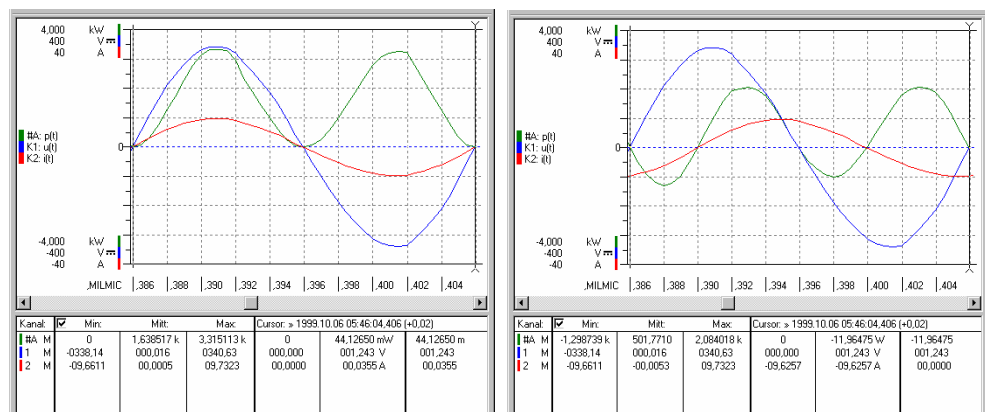 4,000 kW
400 V
40 A
#A: p(t)
K1: u(t)
K2: i(t)
0
-4,000 kW
-400 V
-40 A
,MILMIC |,386 |,388 |,390 |,392 |,394 |,396 |,398 |,400 |,402 |,404
Kanal: Min: Mitt: Max: Cursor: » 1999.10.06 05:46:04,406 (+0,02)
#A M 0 1,638517 k 3,315113 k 0 44,12650 mW 44,12650 m
1 M -0338,14 000,016 0340,63 000,000 001,243 V 001,243
2 M -09,6611 00,0005 09,7323 00,0000 00,0355 A 00,0355
4,000 kW
400 V
40 A
#A: p(t)
K1: u(t)
K2: i(t)
0
-4,000 kW
-400 V
-40 A
,MILMIC |,386 |,388 |,390 |,392 |,394 |,396 |,398 |,400 |,402 |,404
Kanal: Min: Mitt: Max: Cursor: » 1999.10.06 05:46:04,406 (+0,02)
#A M -1,298739 k 501,7710 2,084018 k 0 -11,96475 W -11,96475
1 M -0338,14 000,016 0340,63 000,000 001,243 V 001,243
2 M -09,6611 -00,0053 09,7323 -09,6257 -09,6257 A 00,0000